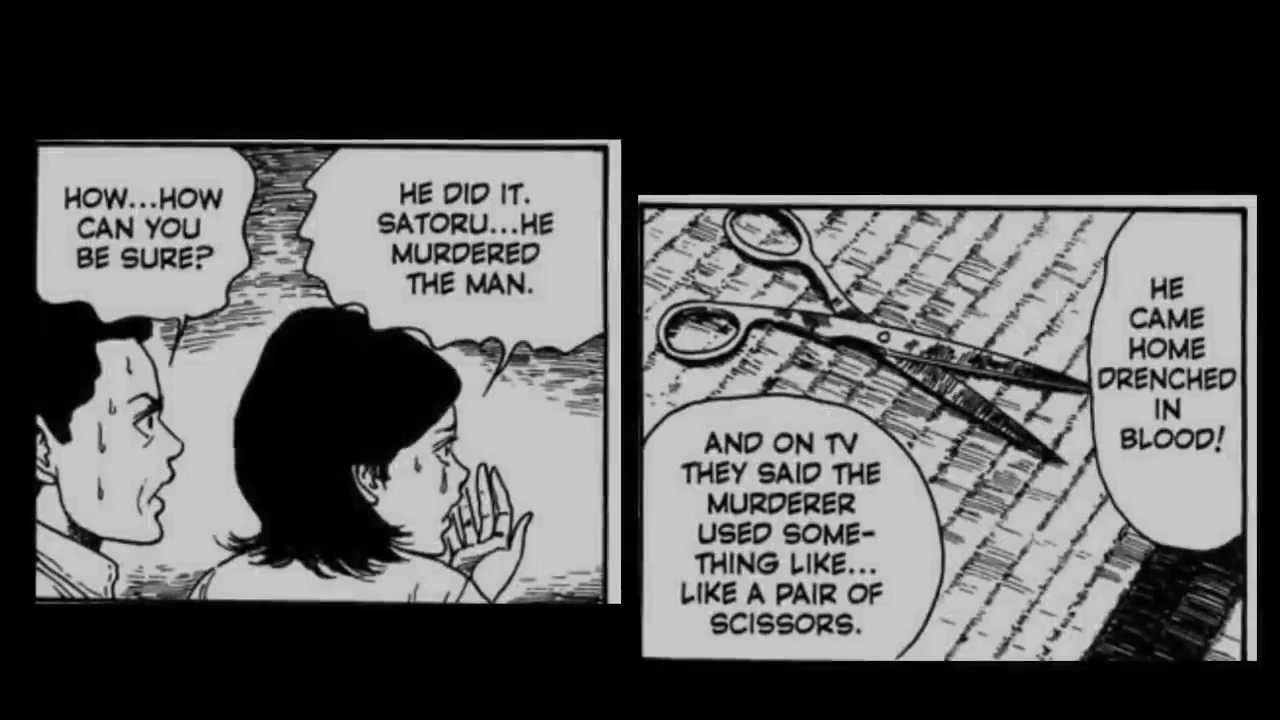 HE DID IT.
SATORU...HE
MURDERED
THE MAN.
HOW...HOW
CAN YOU
BE SURE?
HE
CAME
HOME
DRENCHED
IN
BLOOD!
AND ON TV
THEY SAID THE
MURDERER
USED SOME-
THING LIKE...
LIKE A PAIR OF
SCISSORS.